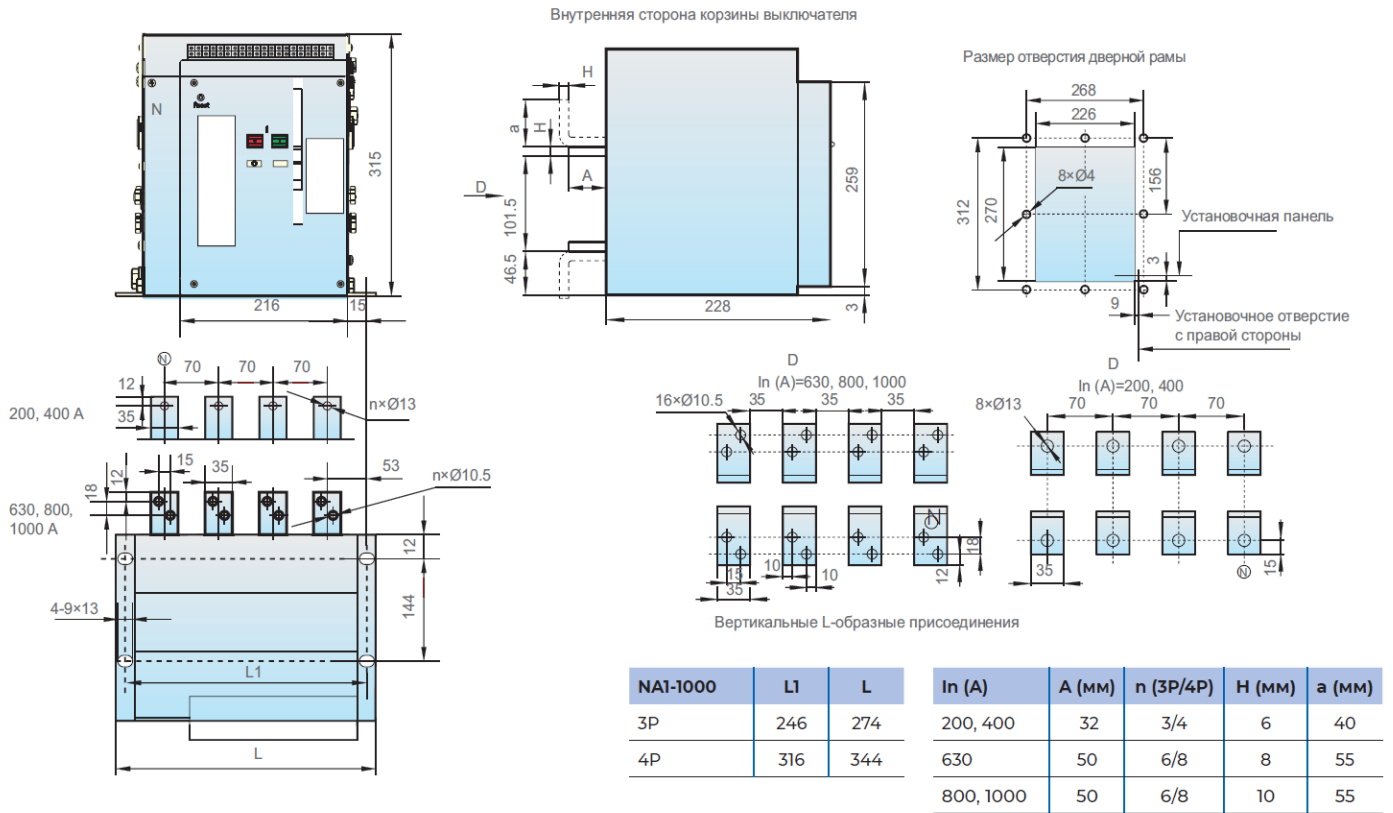 Внутренняя сторона корзины выключателя
N
Reset
315
216
15
H
a
H
A
D
101.5
46.5
259
228
3
Размер отверстия дверной рамы
268
226
8×Ø4
312
270
156
3
9
Установочная панель
Установочное отверстие
с правой стороны
N
70
70
70
12
200, 400 A
35
n×Ø13
15
35
53
n×Ø10.5
12
18
630, 800,
1000 A
12
144
4-9×13
L1
L
D
In (A)=630, 800, 1000
16×Ø10.5
35
35
35
N
15
35
10
10
18
12
D
In (A)=200, 400
8×Ø13
70
70
70
35
N
15
Вертикальные L-образные присоединения
NA1-1000 L1 L
3P 246 274
4P 316 344
In (A) A (мм) n (3P/4P) H (мм) a (мм)
200, 400 32 3/4 6 40
630 50 6/8 8 55
800, 1000 50 6/8 10 55